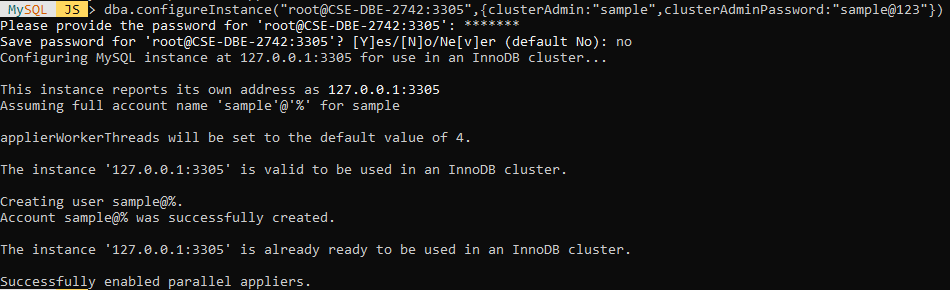 MySQL JS > dba.configureInstance("root@CSE-DBE-2742:3305",{clusterAdmin:"sample",clusterAdminPassword:"sample@123"})
Please provide the password for 'root@CSE-DBE-2742:3305': *******
Save password for 'root@CSE-DBE-2742:3305'? [Y]es/[N]o/Ne[v]er (default No): no
Configuring MySQL instance at 127.0.0.1:3305 for use in an InnoDB cluster...
This instance reports its own address as 127.0.0.1:3305
Assuming full account name 'sample'@'%' for sample
applierWorkerThreads will be set to the default value of 4.
The instance '127.0.0.1:3305' is valid to be used in an InnoDB cluster.
Creating user sample@%.
Account sample@% was successfully created.
The instance '127.0.0.1:3305' is already ready to be used in an InnoDB cluster.
Successfully enabled parallel appliers.